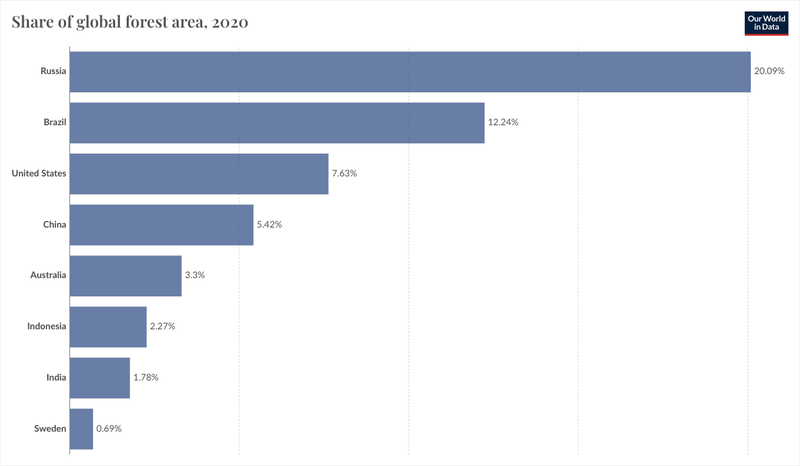 Share of global forest area, 2020
Our World
in Data
Russia 20.09%
Brazil 12.24%
United States 7.63%
China 5.42%
Australia 3.3%
Indonesia 2.27%
India 1.78%
Sweden 0.69%